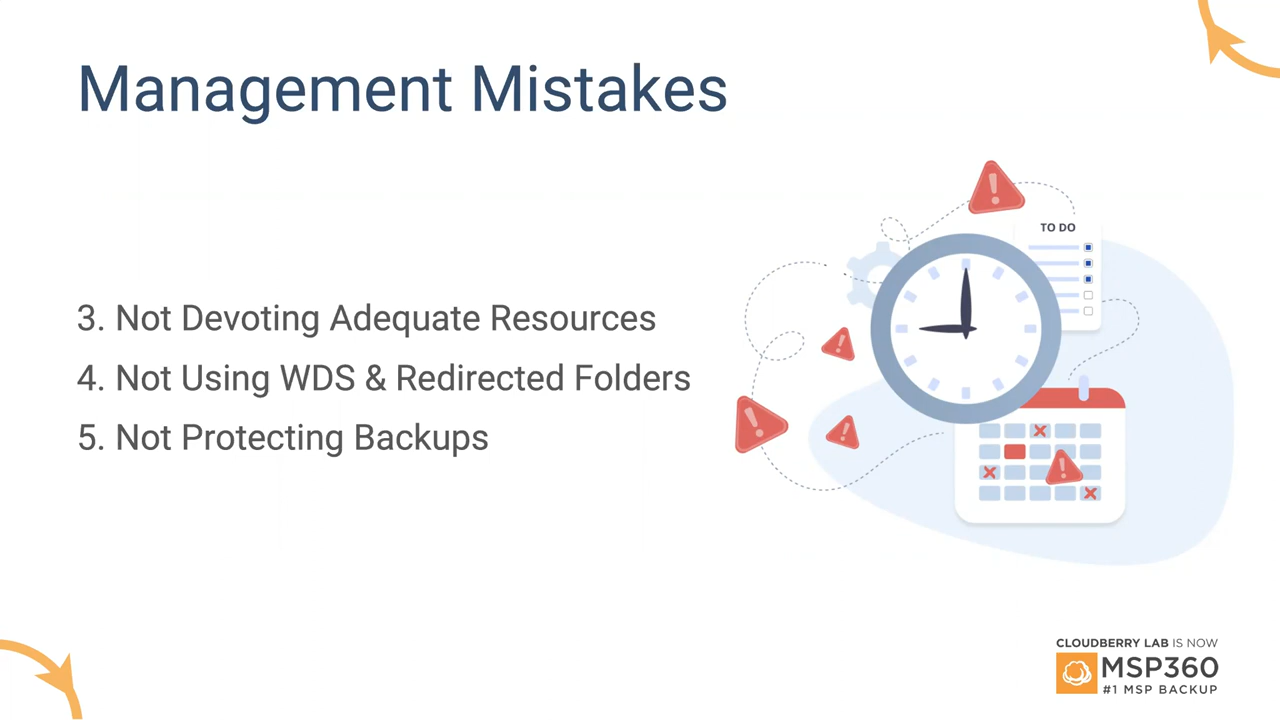 Management Mistakes
3. Not Devoting Adequate Resources
4. Not Using WDS & Redirected Folders
5. Not Protecting Backups
TO DO
CLOUDBERRY LAB IS NOW
MSP360
#1 MSP BACKUP